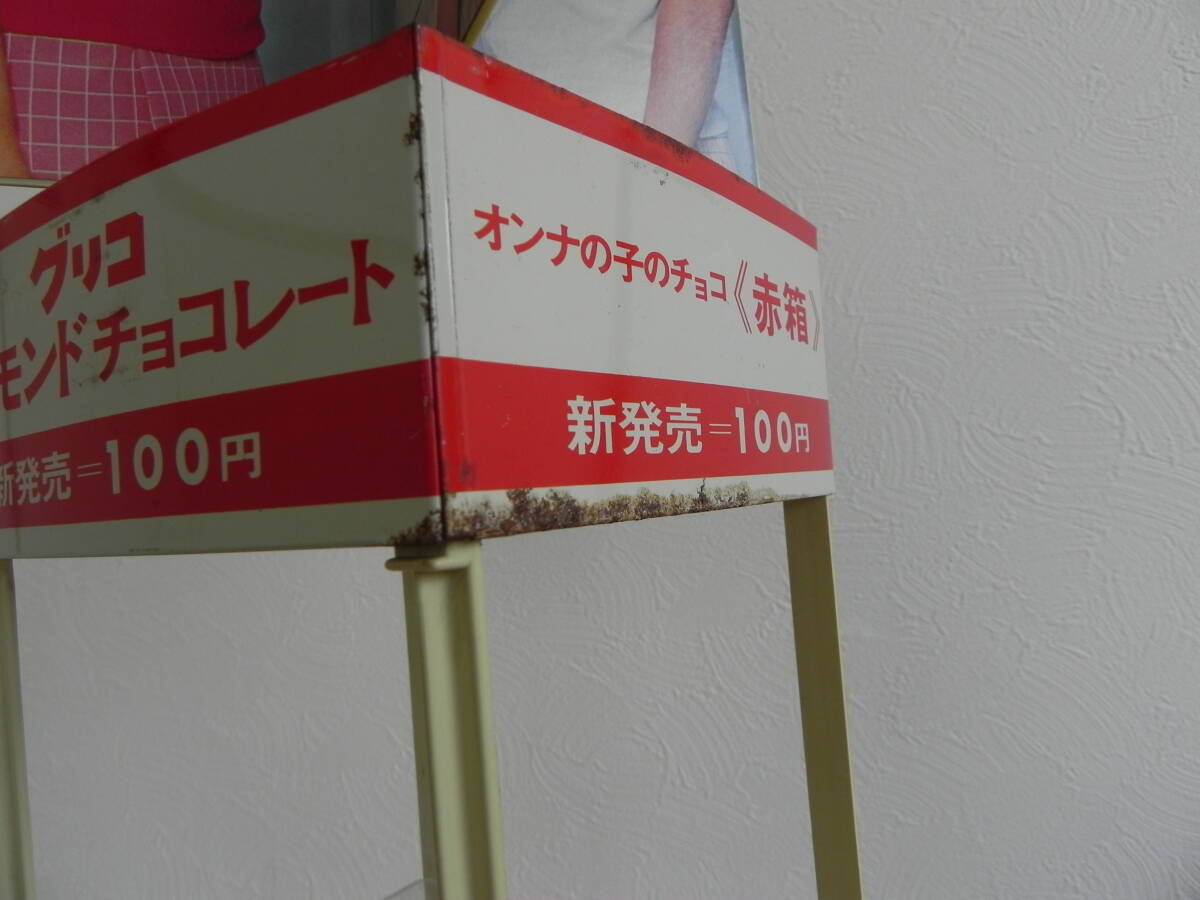 グリコ
モンドチョコレート
新発売=100円
オンナの子のチョコ《赤箱》
新発売=100円